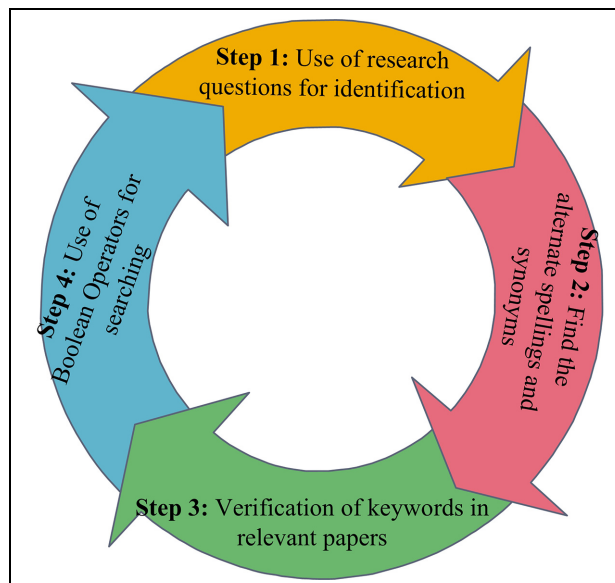 Step 1: Use of research
questions for identification
Step 2: Find the
alternate spellings and
synonyms
Step 3: Verification of keywords in
relevant papers
Step 4: Use of
Boolean Operators for
searching